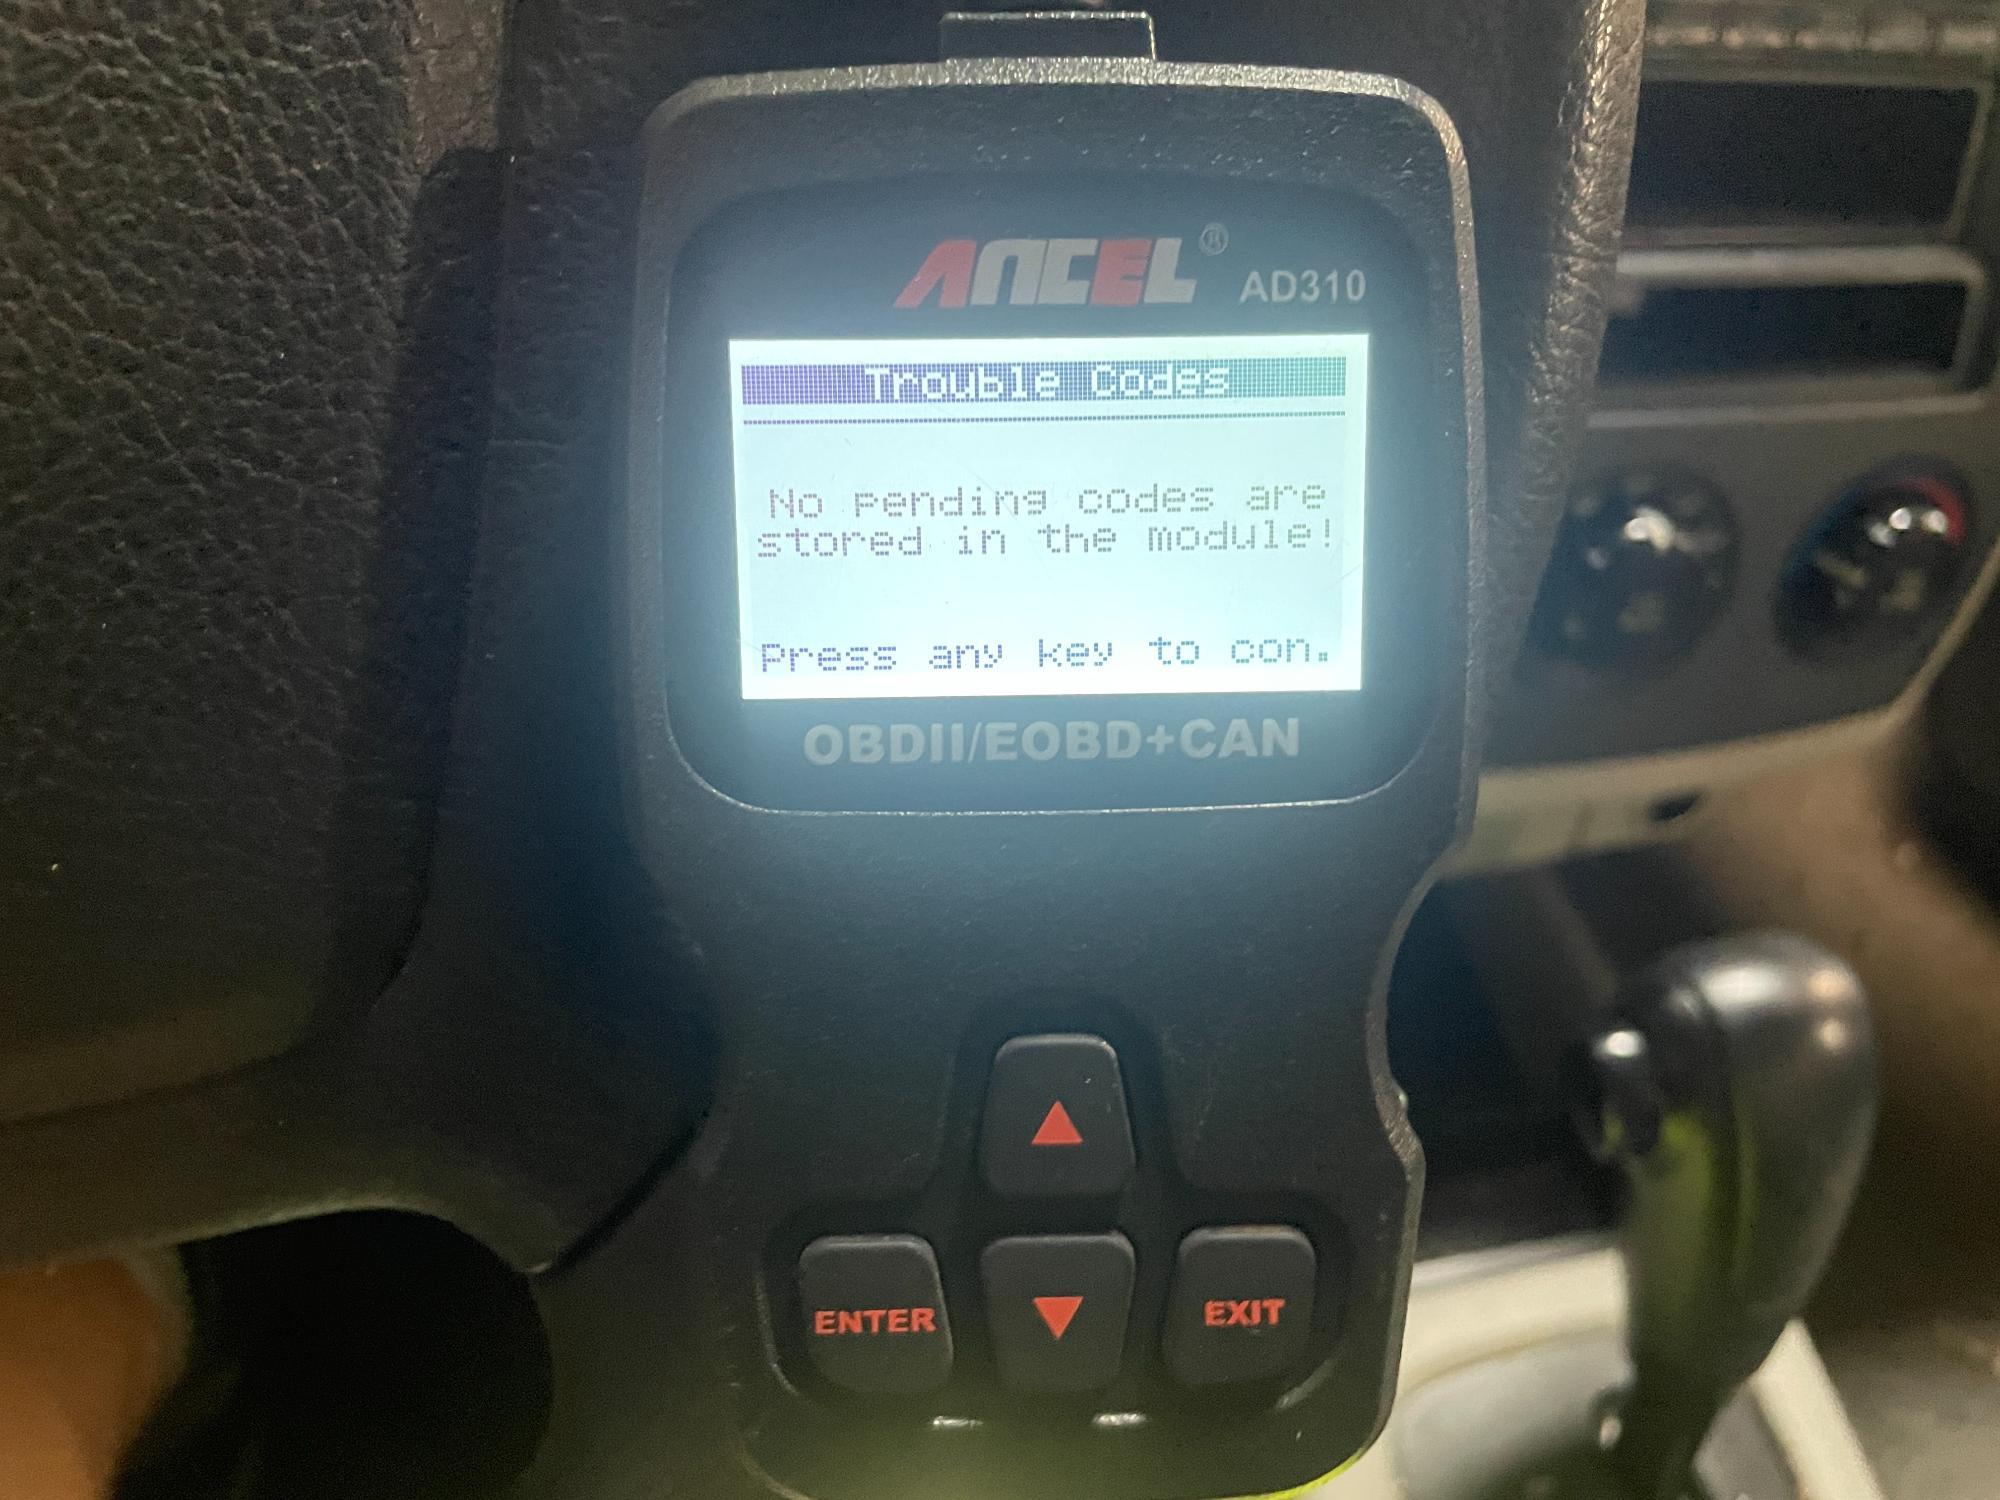 ANCEL®
AD310
Trouble Codes
No pending codes are
stored in the module!
Press any key to con.
OBDII/EOBD+CAN
ENTER
EXIT